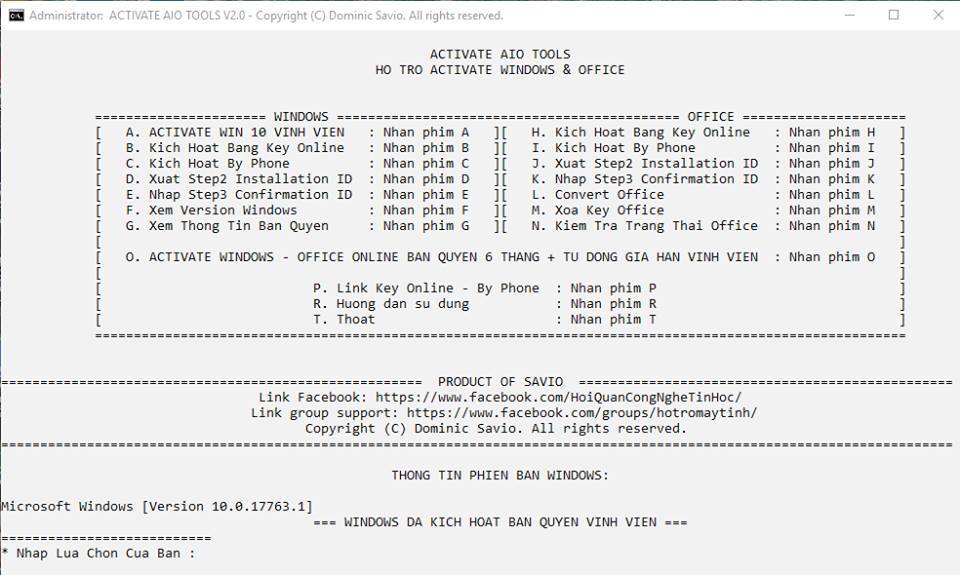 Administrator: ACTIVATE AIO TOOLS V2.0 - Copyright (C) Dominic Savio. All rights reserved.
ACTIVATE AIO TOOLS
HO TRO ACTIVATE WINDOWS & OFFICE
======================= WINDOWS ============================================ OFFICE =====================
[ A. ACTIVATE WIN 10 VINH VIEN : Nhan phim A ][ H. Kich Hoat Bang Key Online : Nhan phim H ]
[ B. Kich Hoat Bang Key Online : Nhan phim B ][ I. Kich Hoat By Phone : Nhan phim I ]
[ C. Kich Hoat By Phone : Nhan phim C ][ J. Xuat Step2 Installation ID : Nhan phim J ]
[ D. Xuat Step2 Installation ID : Nhan phim D ][ K. Nhap Step3 Confirmation ID : Nhan phim K ]
[ E. Nhap Step3 Confirmation ID : Nhan phim E ][ L. Convert Office : Nhan phim L ]
[ F. Xem Version Windows : Nhan phim F ][ M. Xoa Key Office : Nhan phim M ]
[ G. Xem Thong Tin Ban Quyen : Nhan phim G ][ N. Kiem Tra Trang Thai Office : Nhan phim N ]
[ ]
[ O. ACTIVATE WINDOWS - OFFICE ONLINE BAN QUYEN 6 THANG + TU DONG GIA HAN VINH VIEN : Nhan phim O ]
[ ]
[ P. Link Key Online - By Phone : Nhan phim P ]
[ R. Huong dan su dung : Nhan phim R ]
[ T. Thoat : Nhan phim T ]
========================================================================================================
====================================================== PRODUCT OF SAVIO ================================================
Link Facebook: https://www.facebook.com/HoiQuanCongNgheTinHoc/
Link group support: https://www.facebook.com/groups/hotromaytinh/
Copyright (C) Dominic Savio. All rights reserved.
==========================================================================================================================
THONG TIN PHIEN BAN WINDOWS:
Microsoft Windows [Version 10.0.17763.1]
=== WINDOWS DA KICH HOAT BAN QUYEN VINH VIEN ===
===========================
* Nhap Lua Chon Cua Ban :